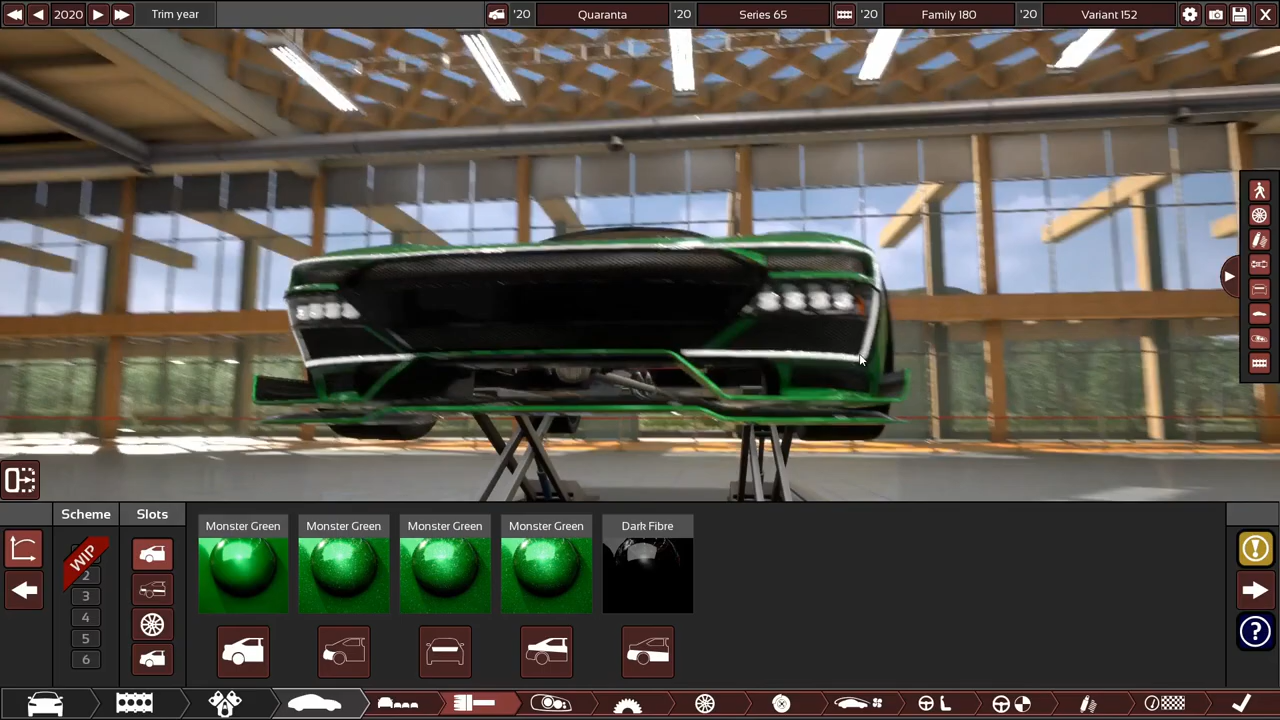 2020 Trim year '20 Quaranta '20 Series 65 '20 Family 180 '20 Variant 152
Scheme Slots
WIP
2
3
4
5
6
Monster Green Monster Green Monster Green Monster Green Dark Fibre